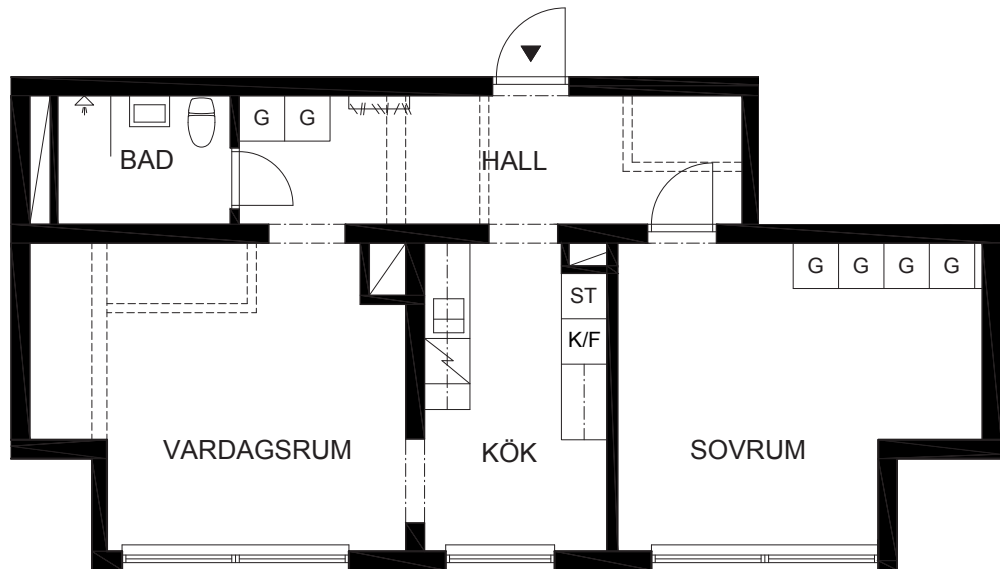 G G
BAD HALL
G G G G
ST
K/F
VARDAGSRUM KÖK SOVRUM